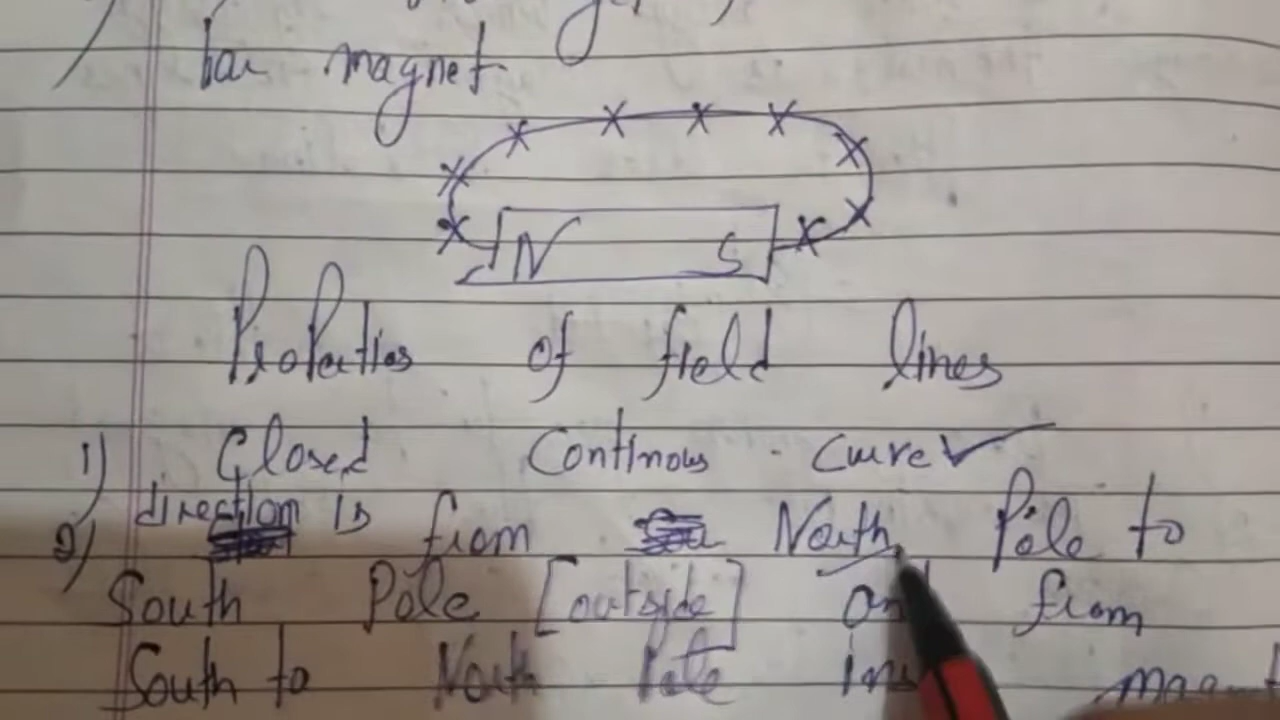 bar magnet
N S
Properties of field lines
1) Closed Continous Curve
2) direction is from North Pole to
South Pole [outside] and from
South to North Pole